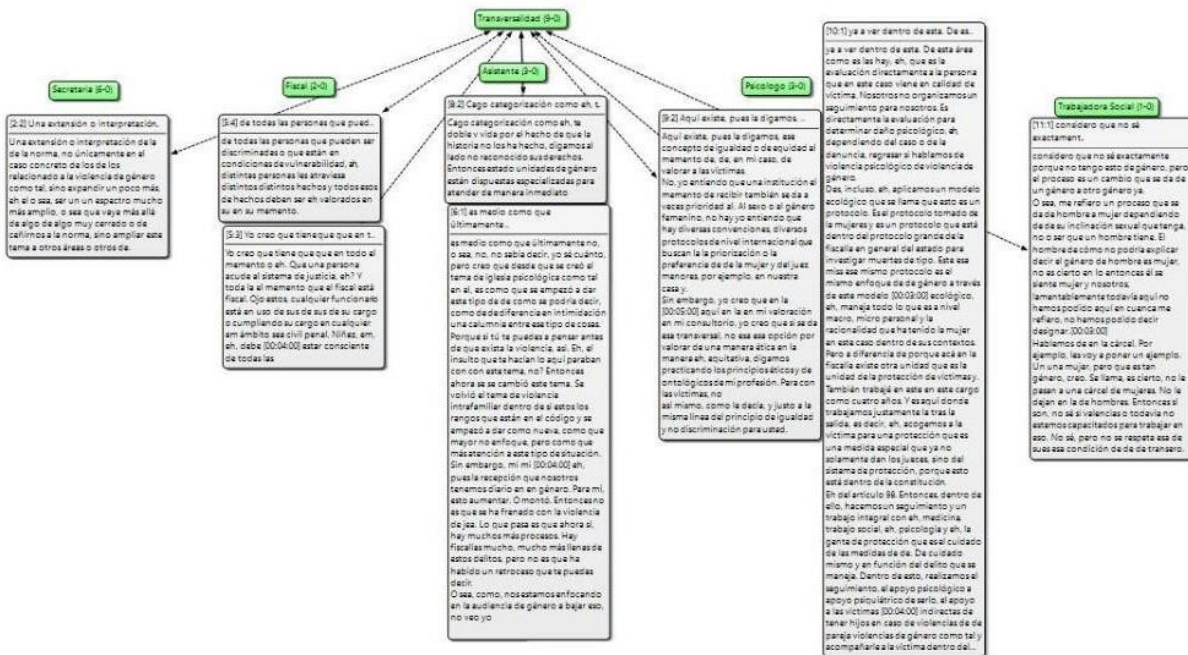 Transversalidad (9-0)
Secretaria (6-0)
[2:2] Una extensión o interpretación.
Una extensión o interpretación de la
de la norma, no únicamente en el
caso concreto de los de los
relacionado a la violencia de género
como tal, sino expandir un poco más,
eh el o sea, ser un un espectro mucho
más amplio, o sea que vaya más allá
de algo de algo muy cerrado o de
ceñirnos a la norma, sino ampliar este
tema a otros áreas o otros de.
Fiscal (2-0)
[3:4] de todas las personas que pued..
de todas las personas que pueden ser
discriminadas o que están en
condiciones de vulnerabilidad, ah,
distintas personas les atraviesa
distintos distintos hechos y todos esos
de hechos deben ser eh valorados en
su en su memento.
[5:3] Yo creo que tiene que que en t...
Yo creo que tiene que que en todo el
memento o eh. Que una persona
acude al sistema de justicia, eh? Y
toda la el memento que el fiscal está
fiscal. Ojo estos, cualquier funcionario
está en uso de sus de sus de su cargo
o cumpliendo su cargo en cualquier
em ámbito, sea civil penal. Niñez, em,
eh, debe [00:04:00] estar consciente
de todas las
Asistente (3-0)
[8:2] Cago categorización como eh, t..
Cago categorización como eh, te
doble v vida por el hecho de que la
historia no los ha hecho, digamos al
lado no reconocido sus derechos.
Entonces estado unidades de género
están dispuestas especializadas para
atender de manera inmediato
[6:1] es medio como que
últimamente...
es medio como que últimamente no,
o sea, no, no sabía decir, yo sé cuánto,
pero creo que desde que se creó el
tema de iglesia psicológica como tal
en el, es como que se empezó a dar
este tipo de de como se podría decir,
como de de diferencia en intimidación
una calumnia entre ese tipo de cosas.
Porque si tú te puedes a pensar antes
de que exista la violencia, así. Eh, el
insulto que te hacían lo aquí paraban
con con este tema, no? Entonces
ahora se se cambió este tema. Se
volvió el tema de violencia
intrafamiliar dentro de si estos los
rangos que están en el código y se
empezó a dar como nueva, como que
mayor no enfoque, pero como que
más atención a este tipo de situación.
Sin embargo, mi mi [00:04:00] eh,
pues la recepción que nosotros
tenemos diario en en género. Para mí,
esto aumentar. O montó. Entonces no
es que se ha frenado con la violencia
de jea. Lo que pasa es que ahora sí,
hay muchos más procesos. Hay
fiscalías mucho, mucho más llenas de
estos delitos, pero no es que ha
habido un retroceso que te puedas
decir.
O sea, como, nos estamos enfocando
en la audiencia de género a bajar eso,
no veo yo
Psicologo (3-0)
[9:2] Aquí existe, pues la digamos, ...
Aquí existe, pues la digamos, ese
concepto de igualdad o de equidad al
memento de, de, en mi caso, de
valorar a las víctimas.
No, yo entiendo que una institución el
memento de recibir también se da a
veces prioridad al. Al sexo o al género
femenino, no hay yo entiendo que
hay diversas convenciones, diversos
protocolos de nivel internacional que
buscan la la priorización o la
preferencia de de la mujer y del juez
menores, por ejemplo, en nuestra
casa y.
Sin embargo, yo creo que en la
[00:05:00] aquí en la en mi valoración
en mi consultorio, yo creo que si se da
esa transversal, no esa esa opción por
valorar de una manera ética en la
manera eh, equitativa, digamos
practicando los principios éticos y de
ontológicos de mi profesión. Para con
las víctimas, no
así mismo, como le decía, y justo a la
misma línea del principio de igualdad
y no discriminación para usted.
[10:1] ya a ver dentro de esta. De es..
ya a ver dentro de esta. De esta área
como es las hay, eh, que es la
evaluación directamente a la persona
que en este caso viene en calidad de
víctima. Nosotros no organizamos un
seguimiento para nosotros. Es
directamente la evaluación para
determinar daño psicológico, eh,
dependiendo del caso o de la
denuncia, regresar si hablamos de
violencia psicológico de violencia de
género.
Des, incluso, eh, aplicamos un modelo
ecológico que se llama que esto es un
protocolo. Es el protocolo tomado de
la mujeres y es un protocolo que está
dentro del protocolo grande de la
fiscalía en general del estado para
investigar muertes de tipo. Este esa
miss ese mismo protocolo es el
mismo enfoque de de género a través
de este modelo [00:03:00] ecológico,
eh, maneja todo lo que es a nivel
macro, micro personal y la
racionalidad que ha tenido la mujer
en este caso dentro de sus contextos.
Pero a diferencia de porque acá en la
fiscalía existe otra unidad que es la
unidad de la protección de víctimas y.
También trabajé en este en este cargo
como cuatro años. Y es aquí donde
trabajamos justamente la tras la
salida, es decir, eh, acogemos a la
víctima para una protección que es
una medida especial que ya no
solamente dan los jueces, sino del
sistema de protección, porque esto
está dentro de la constitución.
Eh del artículo 98. Entonces, dentro de
ello, hacemos un seguimiento y un
trabajo integral con eh, medicina,
trabajo social, eh, psicología y eh, la
gente de protección que es el cuidado
de las medidas de de. De cuidado
mismo y en función del delito que se
maneja. Dentro de esto, realizamos el
seguimiento, el apoyo psicológico a
apoyo psiquiátrico de serlo, el apoyo
a las víctimas [00:04:00] indirectas de
tener hijos en caso de violencias de de
pareja violencias de género como tal y
acompañarle a la víctima dentro del...
Trabajadora Social (1-0)
[11:1] considero que no sé
exactament..
considero que no sé exactamente
porque no tengo esto de género, pero
el proceso es un cambio que se da de
un género a otro género ya.
O sea, me refiero un proceso que se
da de hombre a mujer dependiendo
de de su inclinación sexual que tenga,
no o ser que un hombre tiene. El
hombre de cómo no podría explicar
decir el género de hombre es mujer,
no es cierto en lo entonces él se
siente mujer y nosotros,
lamentablemente todavía aquí no
hemos podido aquí en cuenca me
refiero, no hemos podido decir
designar.[00:03:00]
Hablemos de en la cárcel. Por
ejemplo, les voy a poner un ejemplo.
Un una mujer, pero que es tan
género, creo. Se llama, es cierto, no le
pasan a una cárcel de mujeres. No le
dejan en la de hombres. Entonces sí
son, no sé si valencias o todavía no
estamos capacitados para trabajar en
eso. No sé, pero no se respeta esa de
su es esa condición de de de transero.